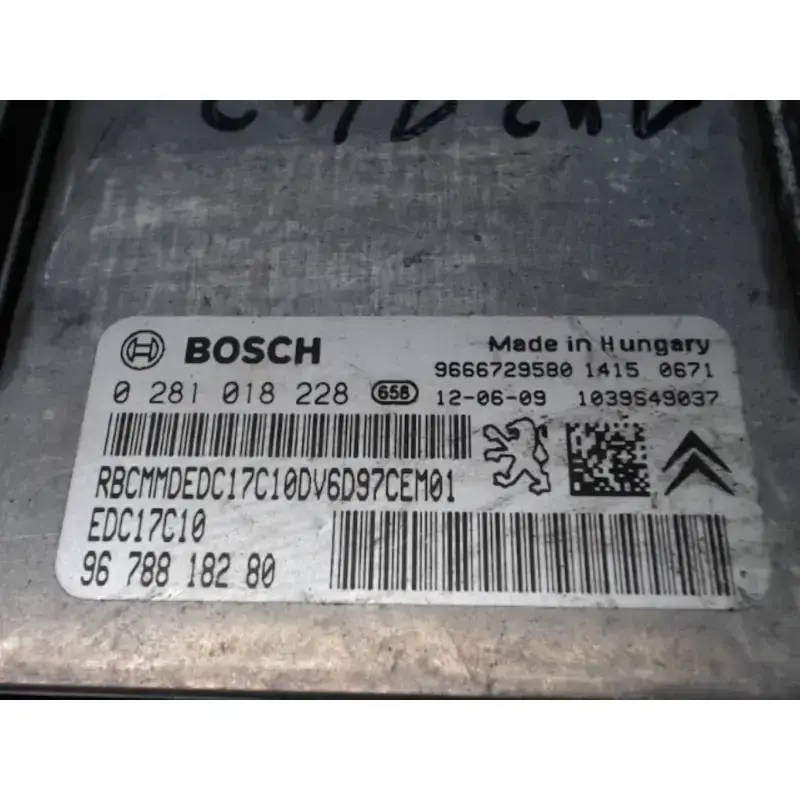 BOSCH
Made in Hungary
9666729580 1415 0671
0 281 018 228 658
12-06-09 1039S49037
RBCMMDEDC17C10DV6D97CEM01
EDC17C10
96 788 182 80